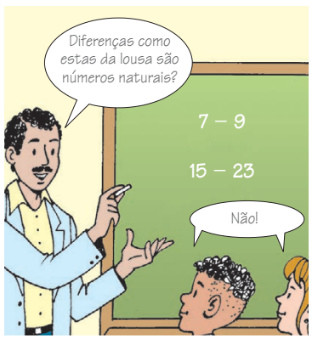 Diferenças como
estas da lousa são
números naturais?
7 – 9
15 – 23
Não!